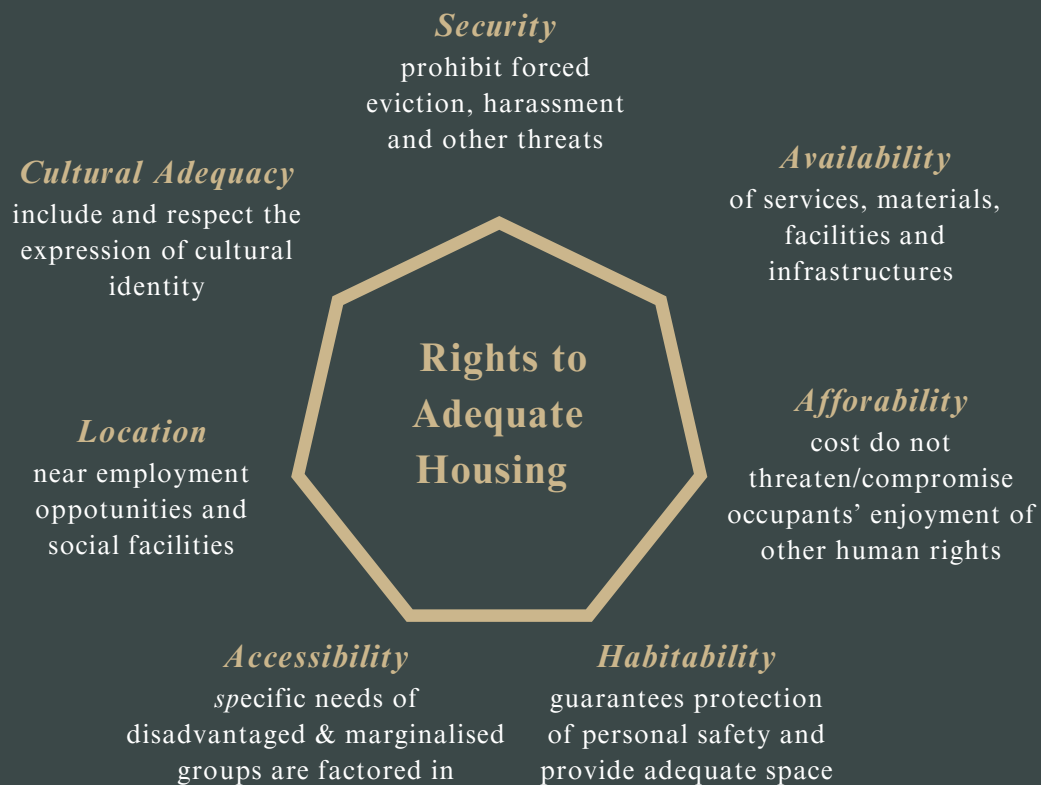 Security
prohibit forced
eviction, harassment
and other threats
Availability
of services, materials,
facilities and
infrastructures
Afforability
cost do not
threaten/compromise
occupants’ enjoyment of
other human rights
Habitability
guarantees protection
of personal safety and
provide adequate space
Accessibility
specific needs of
disadvantaged & marginalised
groups are factored in
Location
near employment
oppotunities and
social facilities
Cultural Adequacy
include and respect the
expression of cultural
identity
Rights to
Adequate
Housing